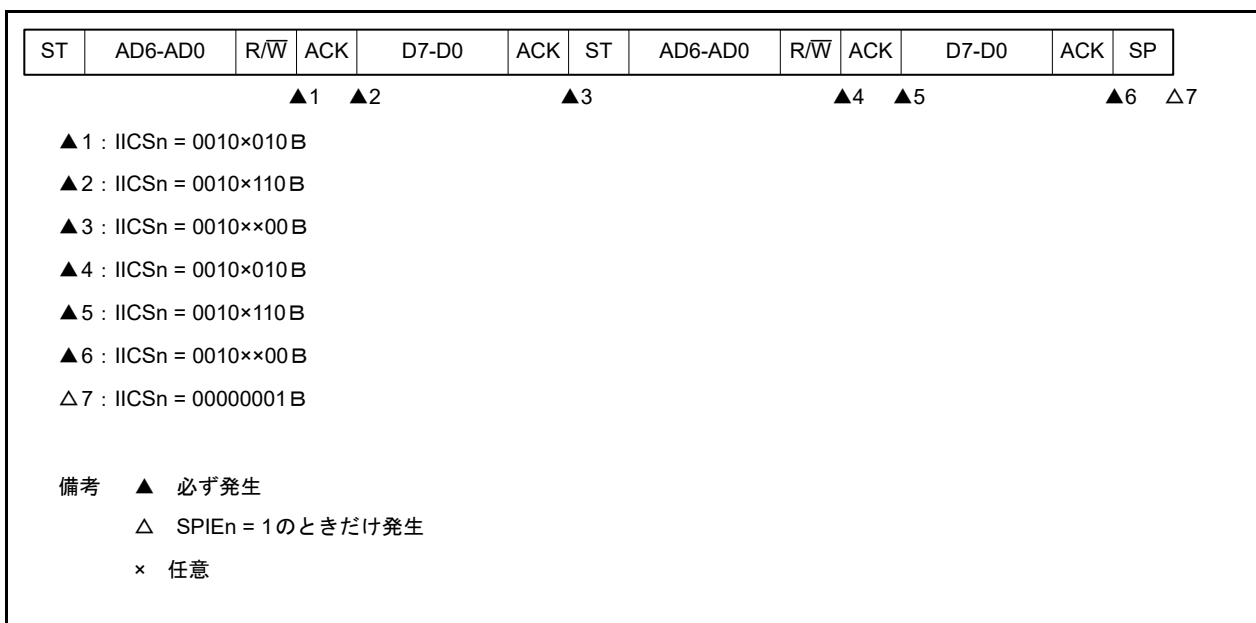 ST AD6-AD0 R/W̅ ACK D7-D0 ACK ST AD6-AD0 R/W̅ ACK D7-D0 ACK SP
▲1 ▲2 ▲3 ▲4 ▲5 ▲6 △7
▲1：IICSn = 0010×010B
▲2：IICSn = 0010×110B
▲3：IICSn = 0010××00B
▲4：IICSn = 0010×010B
▲5：IICSn = 0010×110B
▲6：IICSn = 0010××00B
△7：IICSn = 00000001B
備考 ▲ 必ず発生
△ SPIEn = 1のときだけ発生
× 任意